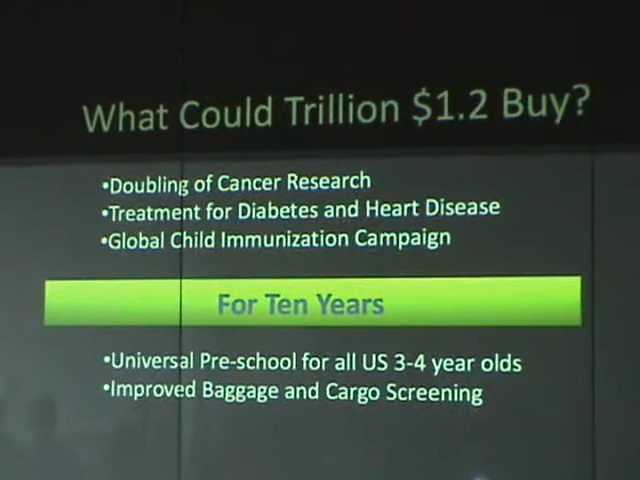 What Could Trillion $1.2 Buy?
•Doubling of Cancer Research
•Treatment for Diabetes and Heart Disease
•Global Child Immunization Campaign
For Ten Years
•Universal Pre-school for all US 3-4 year olds
•Improved Baggage and Cargo Screening